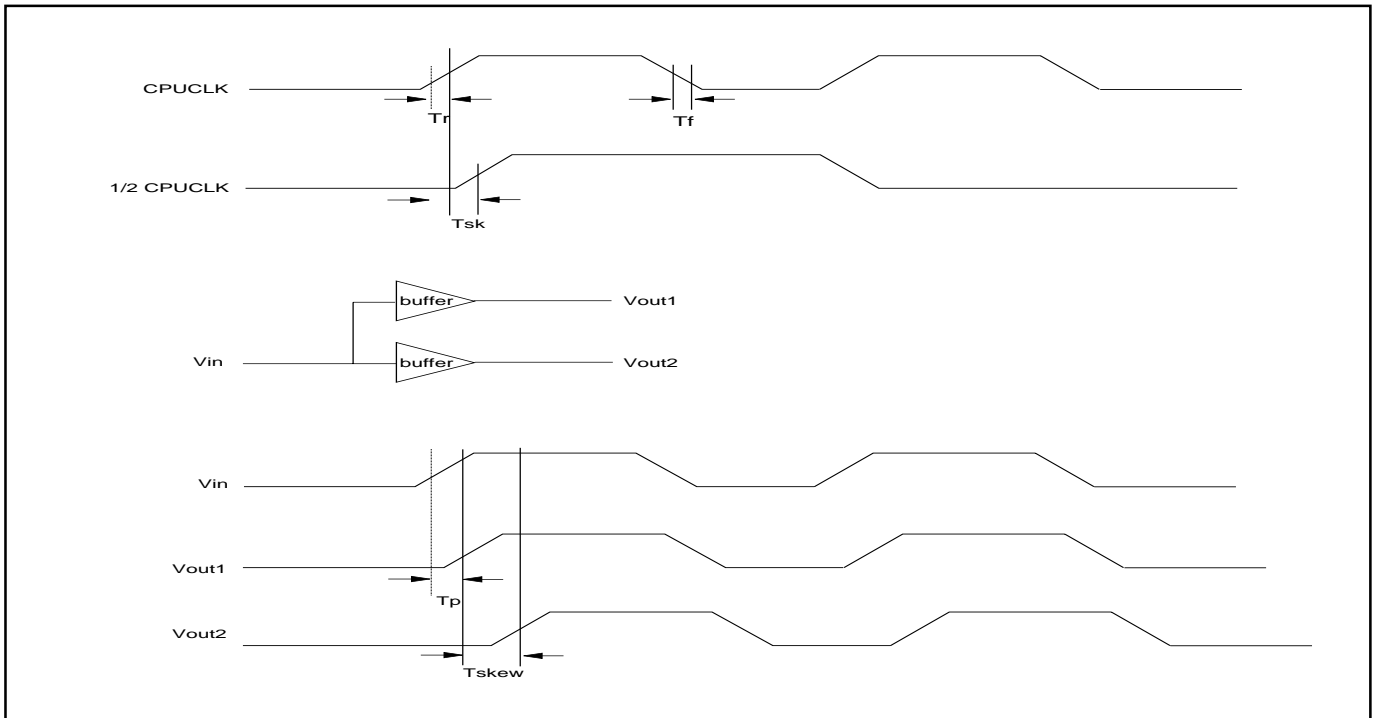 CPUCLK
Tr
Tf
1/2 CPUCLK
Tsk
buffer
Vout1
Vin
buffer
Vout2
Vin
Vout1
Tp
Vout2
Tskew